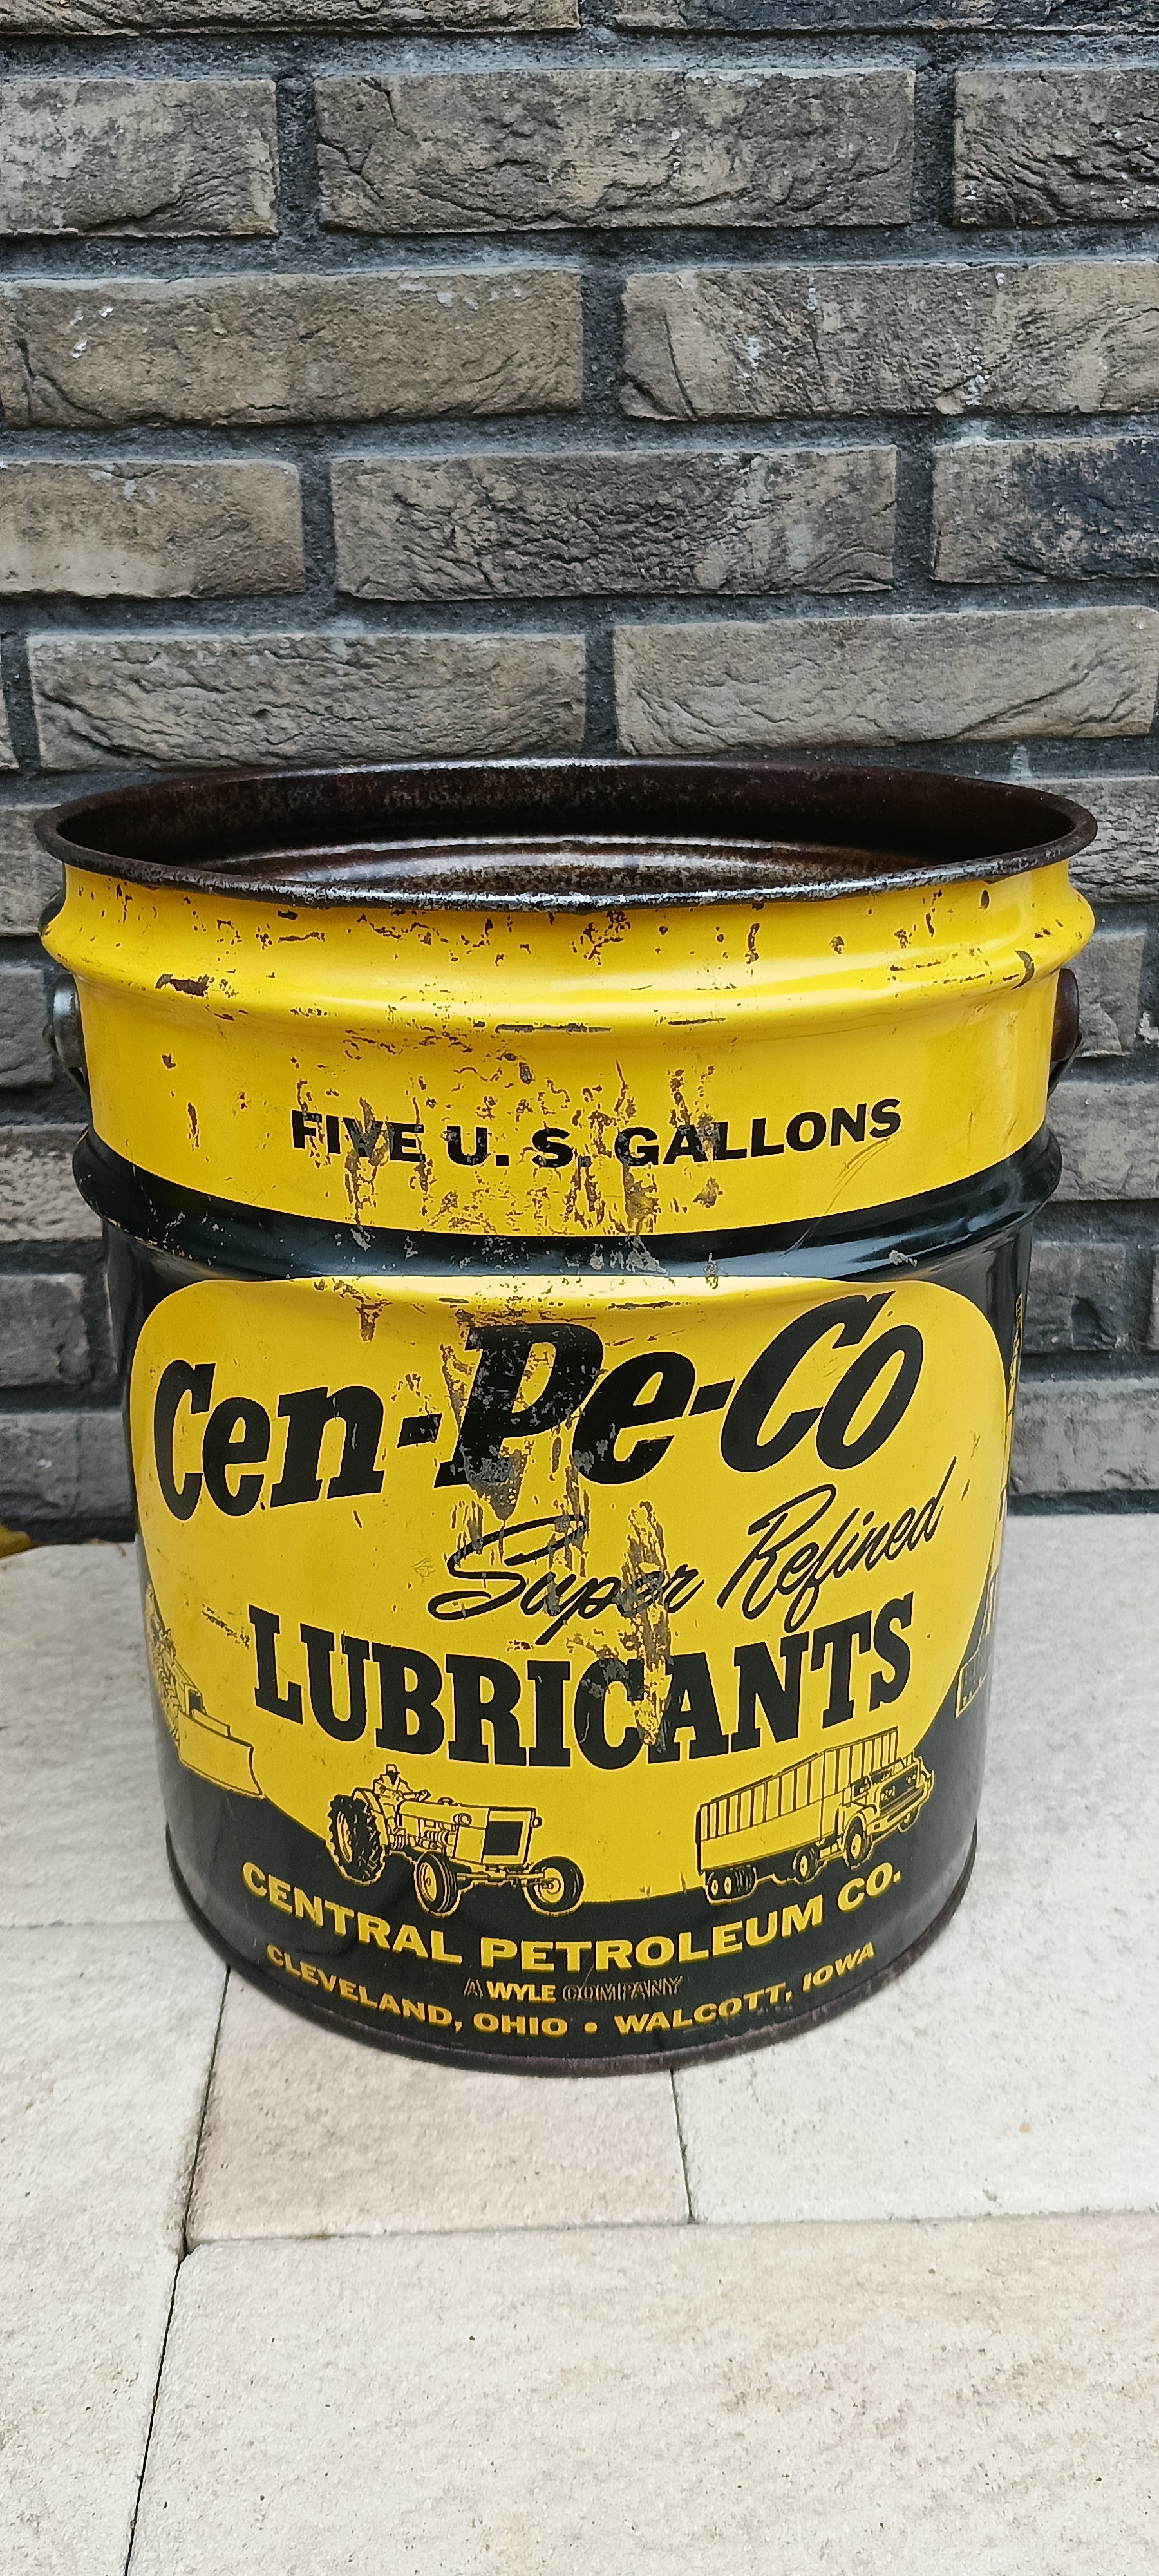 FIVE U. S. GALLONS
Cen-Pe-Co
Super Refined
LUBRICANTS
CENTRAL PETROLEUM CO.
A WYLE COMPANY
CLEVELAND, OHIO • WALCOTT, IOWA